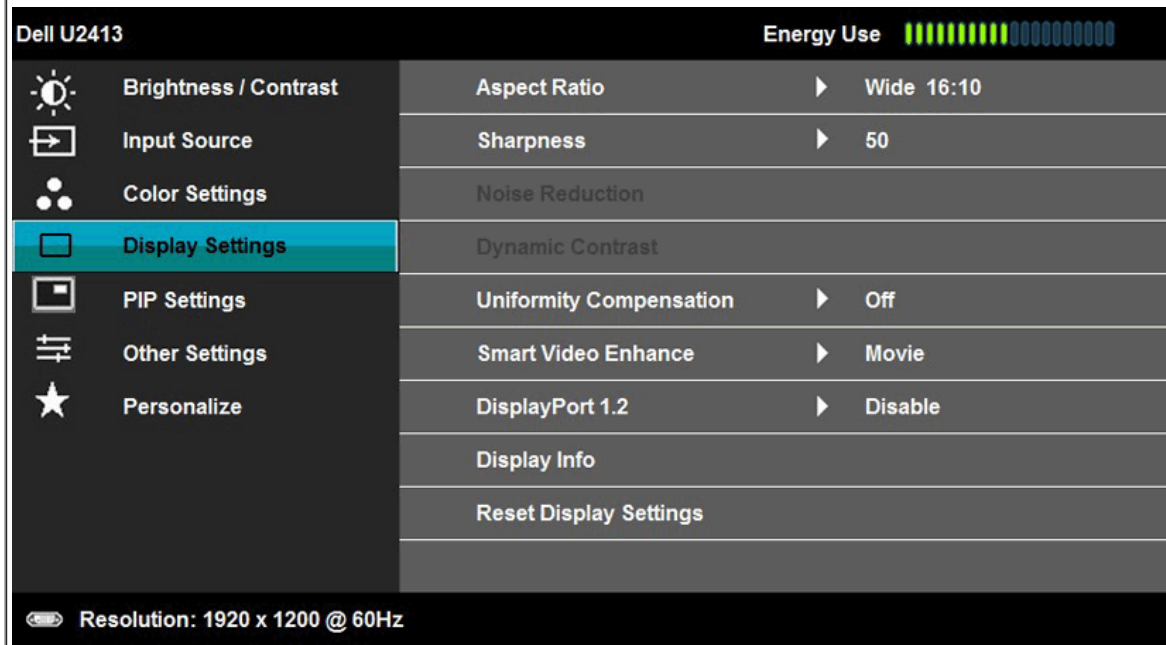 Dell U2413 Energy Use
Brightness / Contrast Aspect Ratio Wide 16:10
Input Source Sharpness 50
Color Settings Noise Reduction
Display Settings Dynamic Contrast
PIP Settings Uniformity Compensation Off
Other Settings Smart Video Enhance Movie
Personalize DisplayPort 1.2 Disable
Display Info
Reset Display Settings
Resolution: 1920 x 1200 @ 60Hz